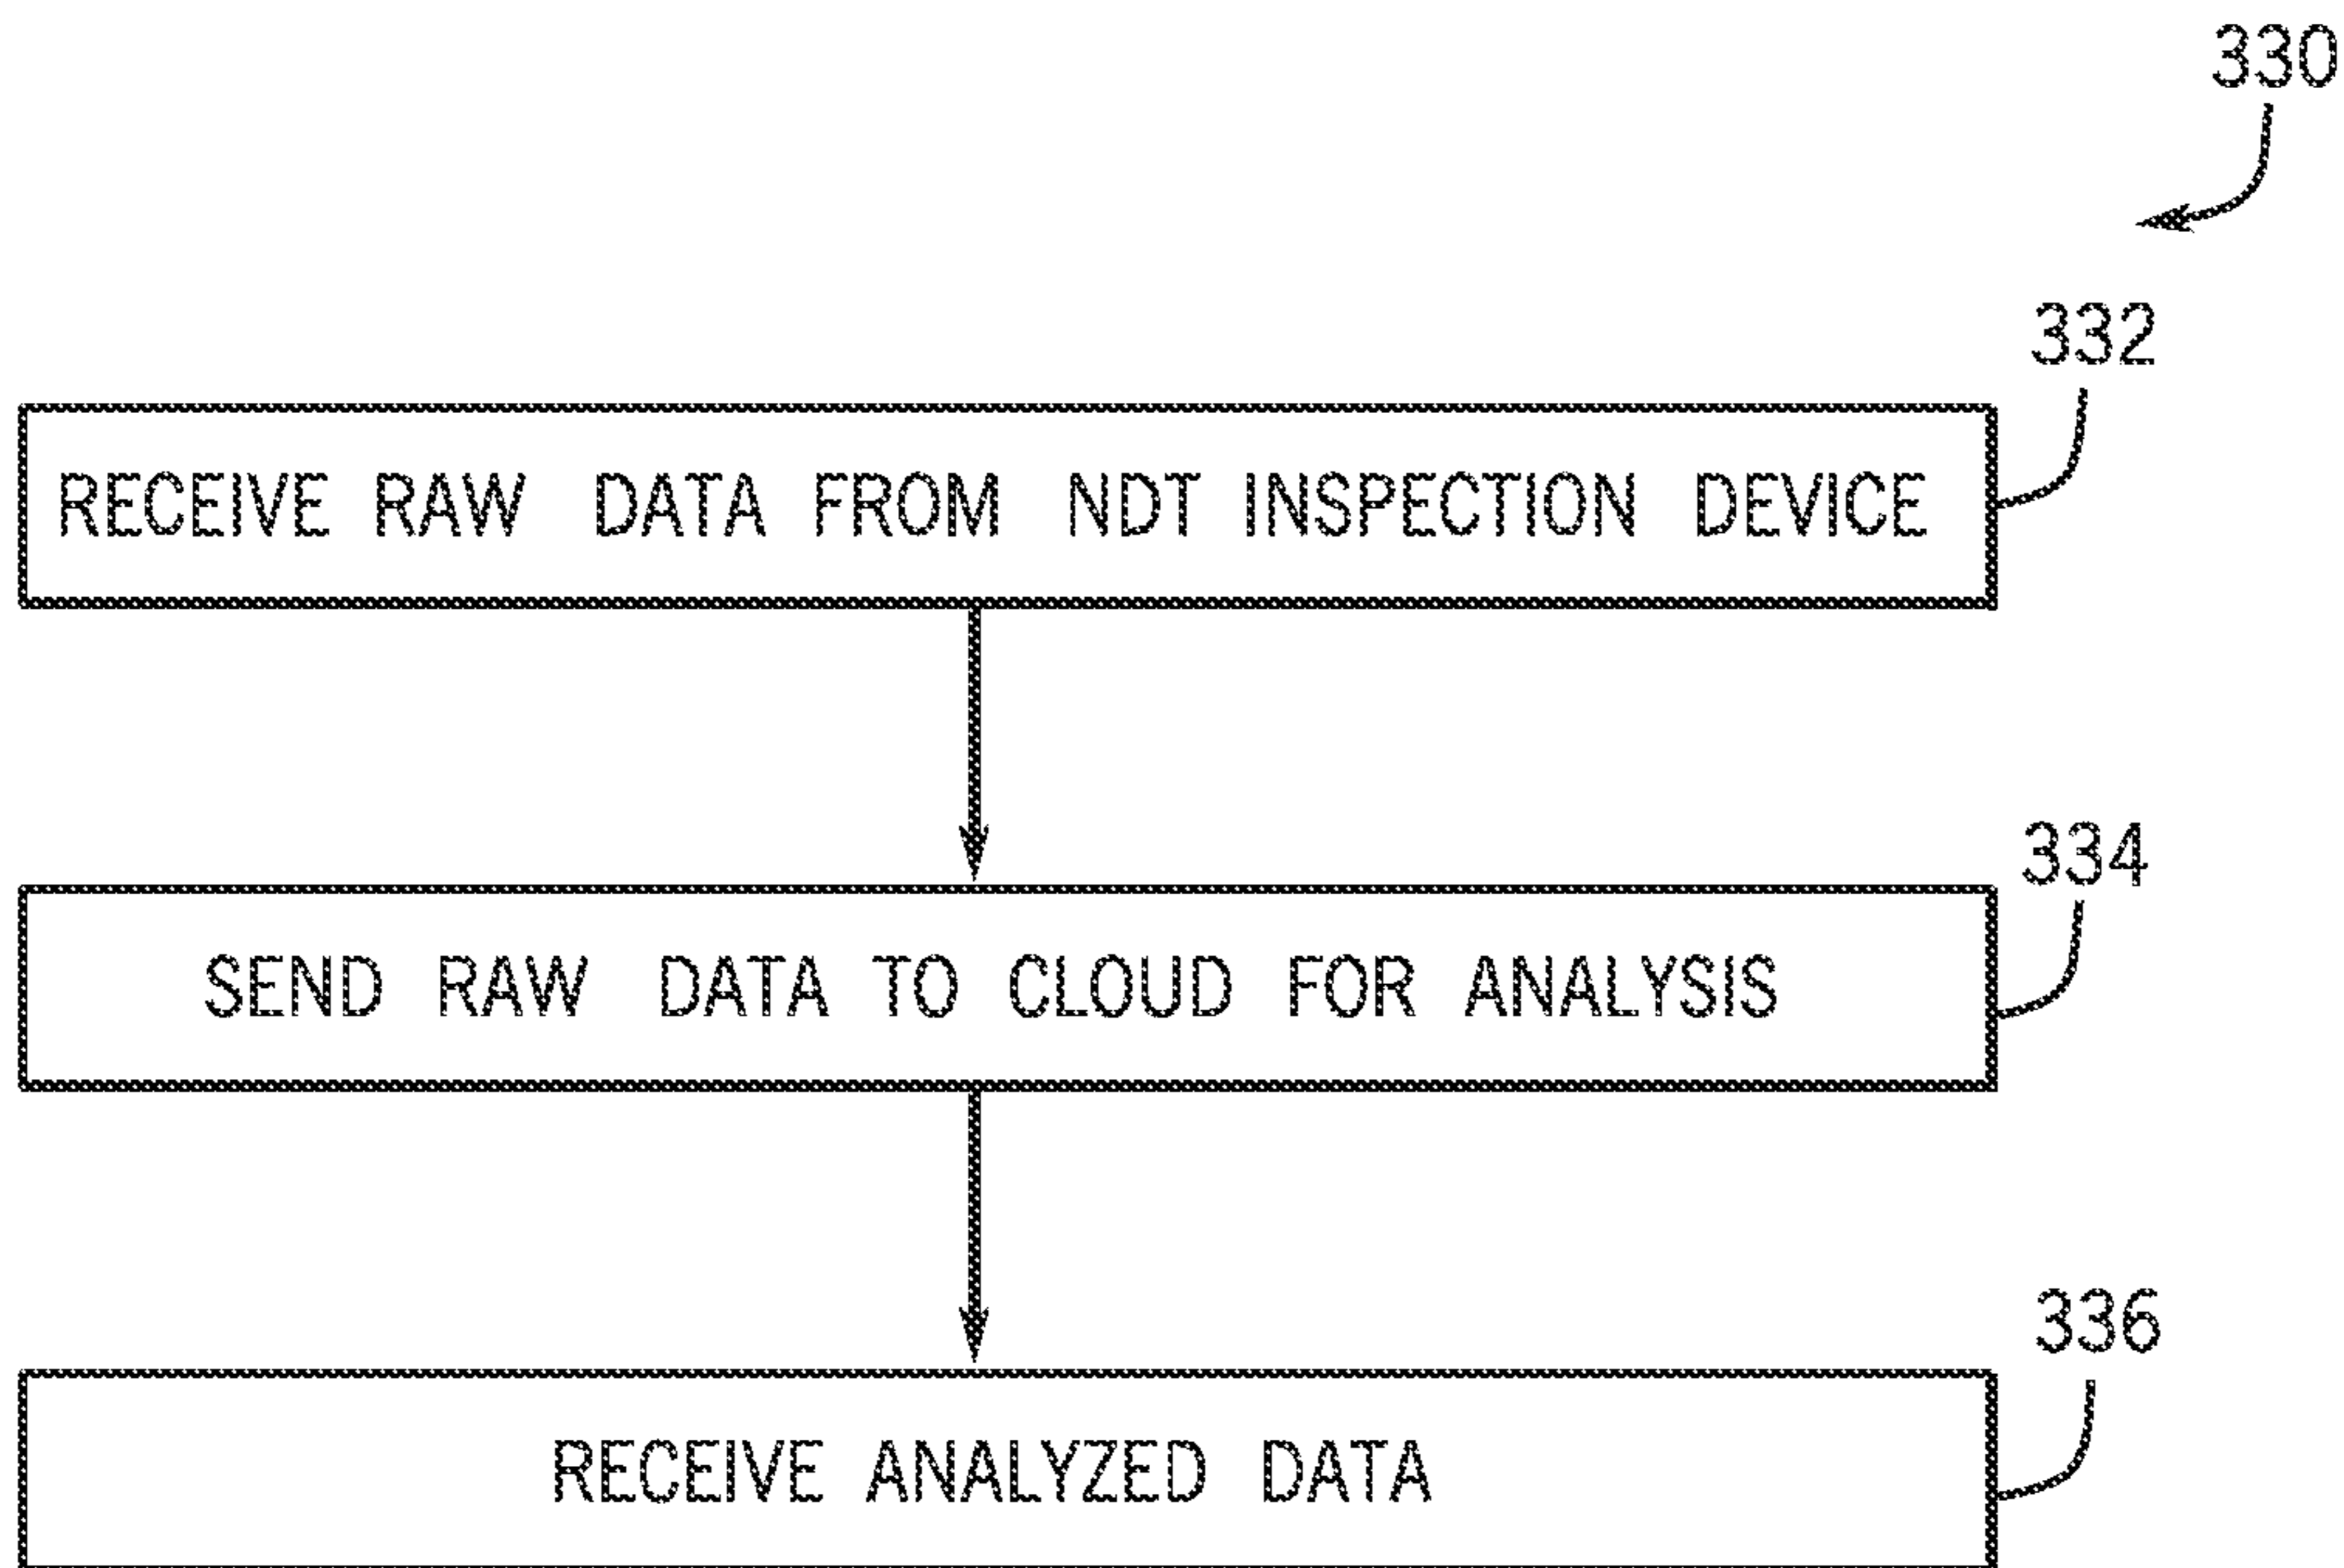 330
332
RECEIVE RAW DATA FROM NDT INSPECTION DEVICE
334
SEND RAW DATA TO CLOUD FOR ANALYSIS
336
RECEIVE ANALYZED DATA